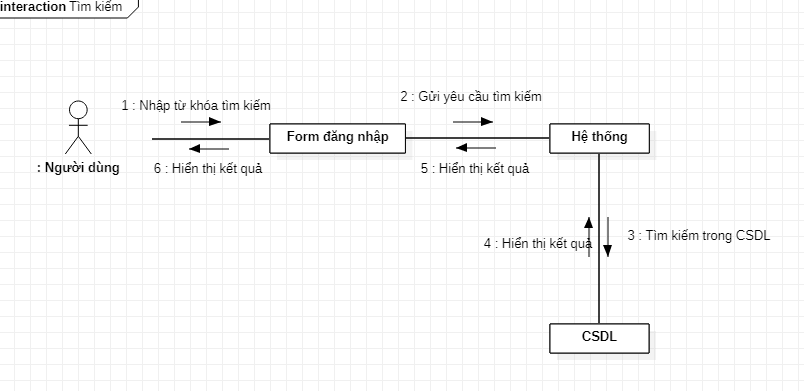 interaction Tìm kiếm
1 : Nhập từ khóa tìm kiếm
2 : Gửi yêu cầu tìm kiếm
Form đăng nhập
Hệ thống
: Người dùng
6 : Hiển thị kết quả
5 : Hiển thị kết quả
4 : Hiển thị kết quả
3 : Tìm kiếm trong CSDL
CSDL